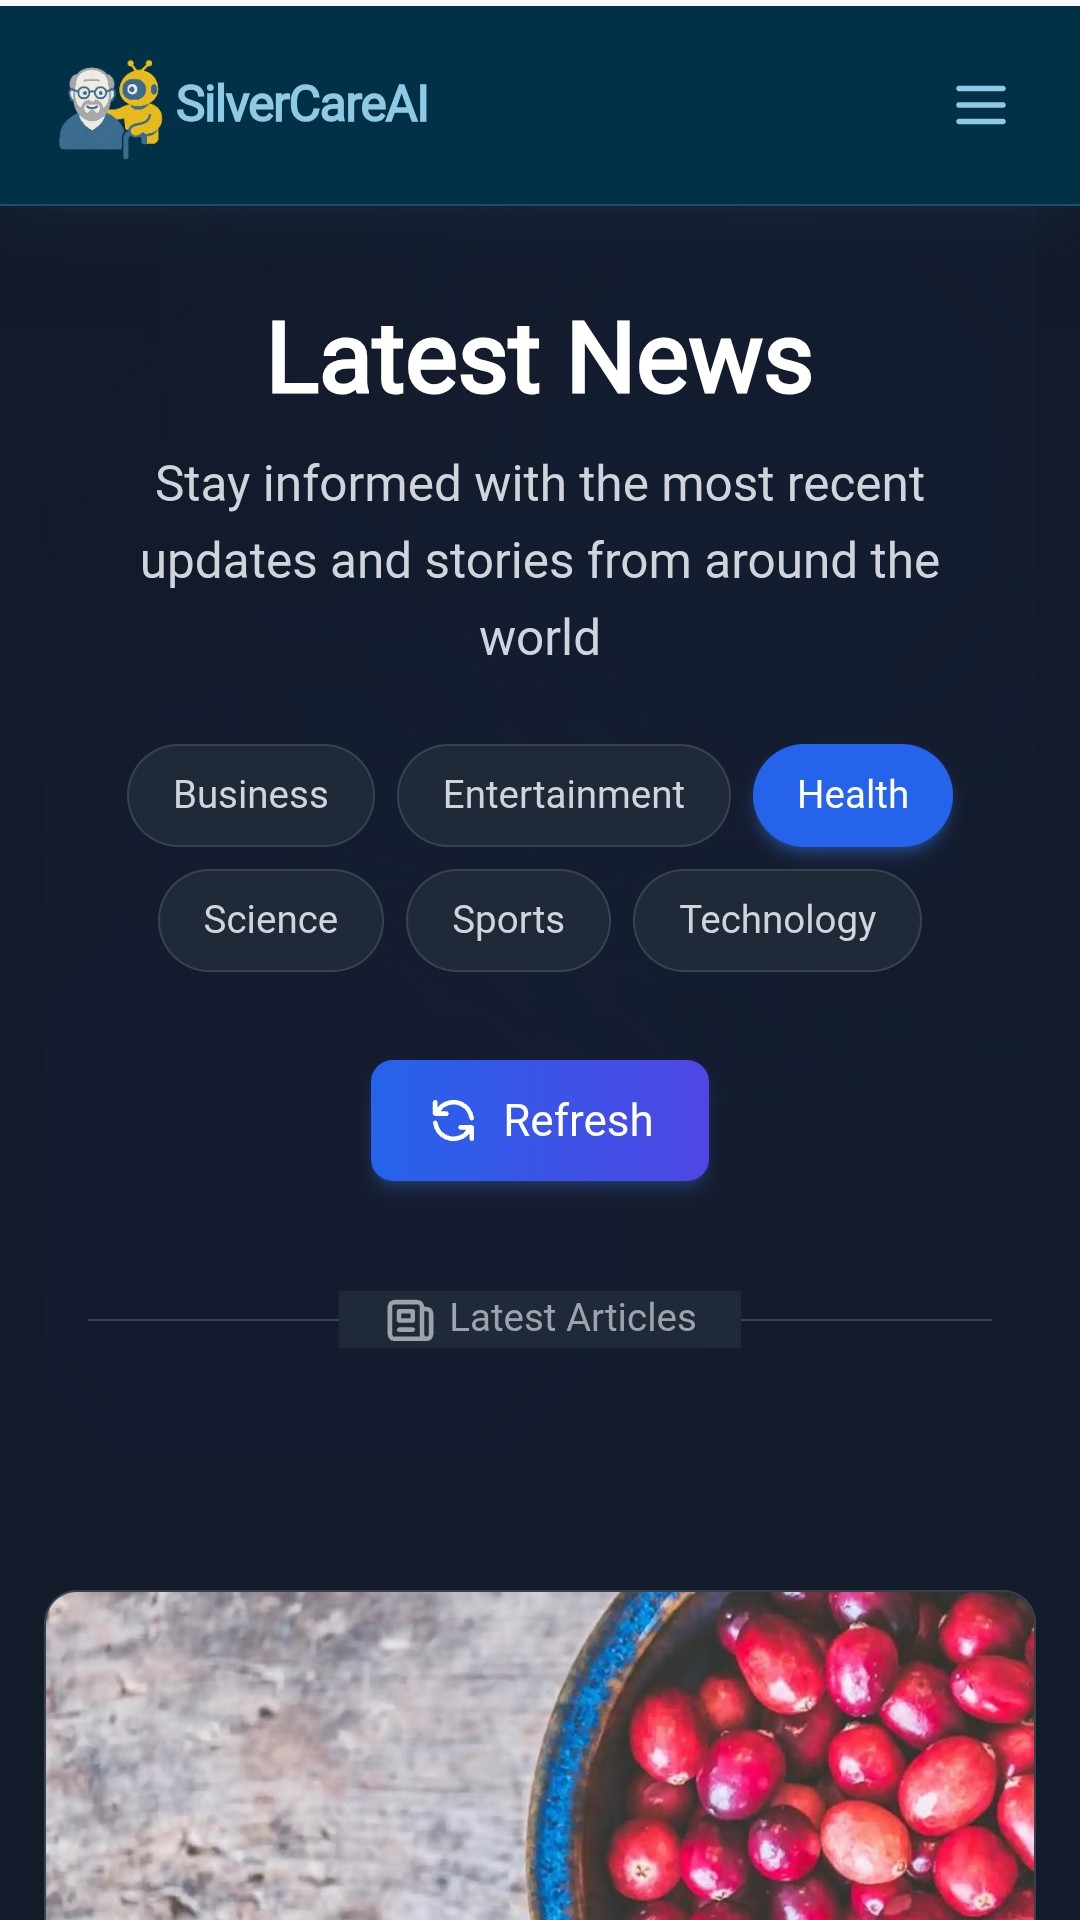 SilverCareAI
Latest News
Stay informed with the most recent
updates and stories from around the
world
Business
Entertainment
Health
Science
Sports
Technology
Refresh
Latest Articles